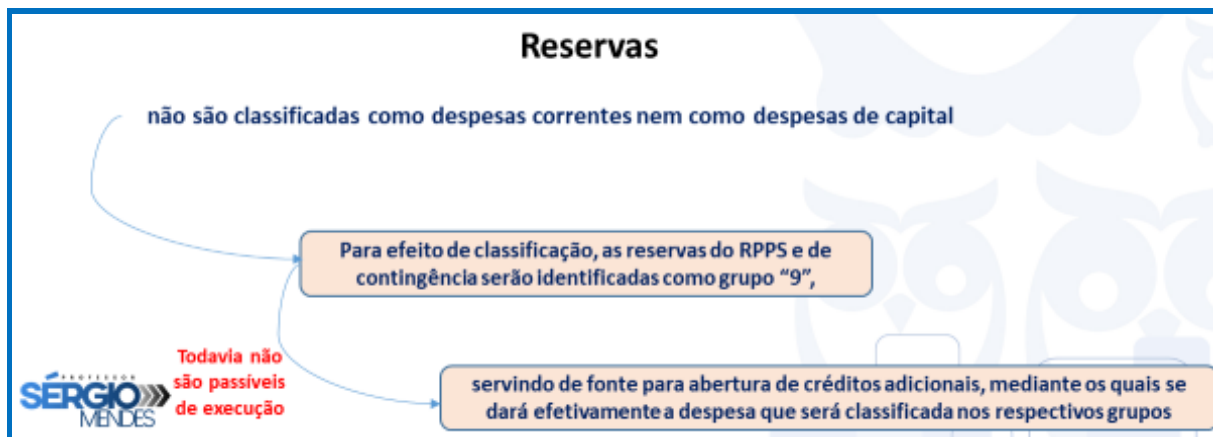 Reservas
não são classificadas como despesas correntes nem como despesas de capital
Para efeito de classificação, as reservas do RPPS e de
contingência serão identificadas como grupo “9”,
Todavia não
são passíveis
de execução
PROFESSOR
SÉRGIO
MENDES
servindo de fonte para abertura de créditos adicionais, mediante os quais se
dará efetivamente a despesa que será classificada nos respectivos grupos